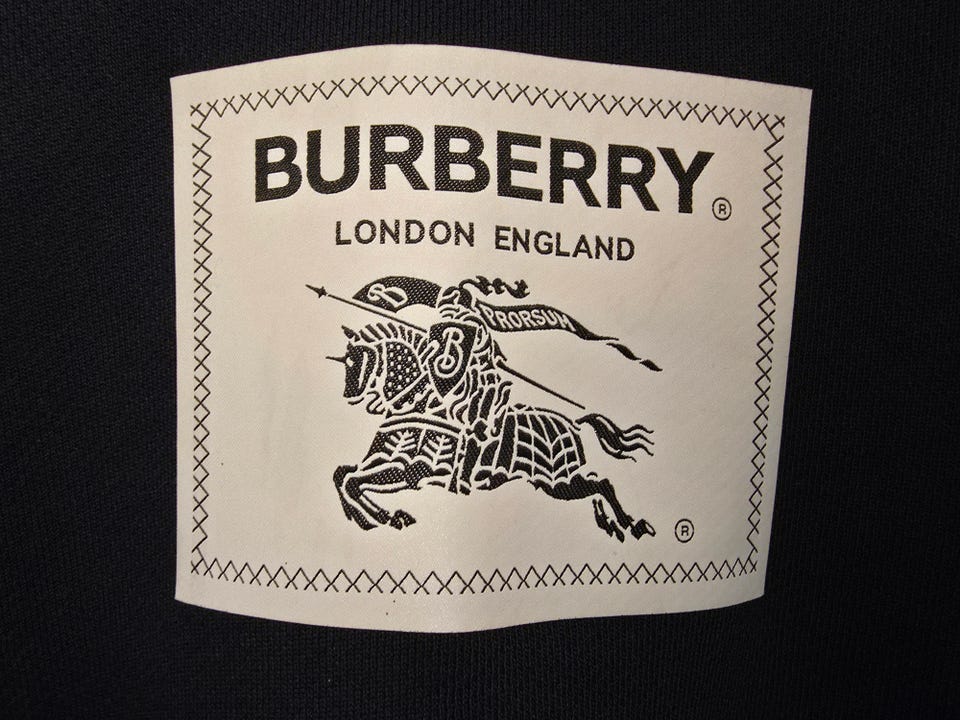 BURBERRY®
LONDON ENGLAND
B
PRORSUM
B
®